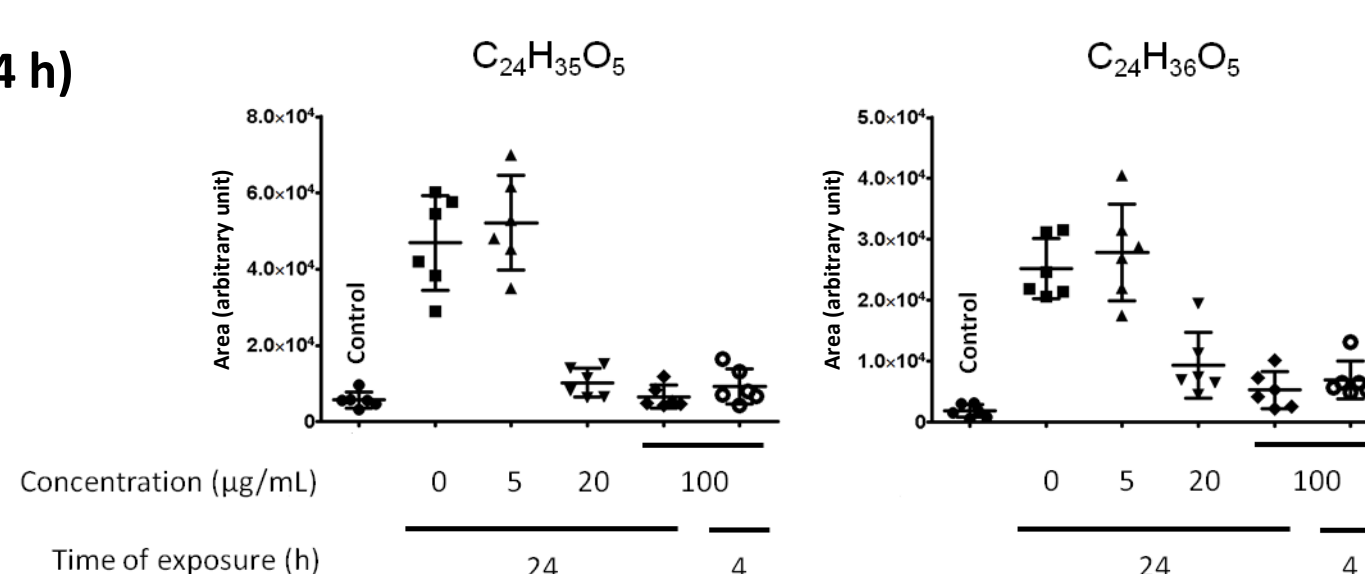 4 h)
C₂₄H₃₅O₅
8.0×10⁴
6.0×10⁴
4.0×10⁴
2.0×10⁴
0
Area (arbitrary unit)
Control
C₂₄H₃₆O₅
5.0×10⁴
4.0×10⁴
3.0×10⁴
2.0×10⁴
1.0×10⁴
0
Area (arbitrary unit)
Control
Concentration (µg/mL) 0 5 20 100 0 5 20 100
Time of exposure (h) 24 4 24 4